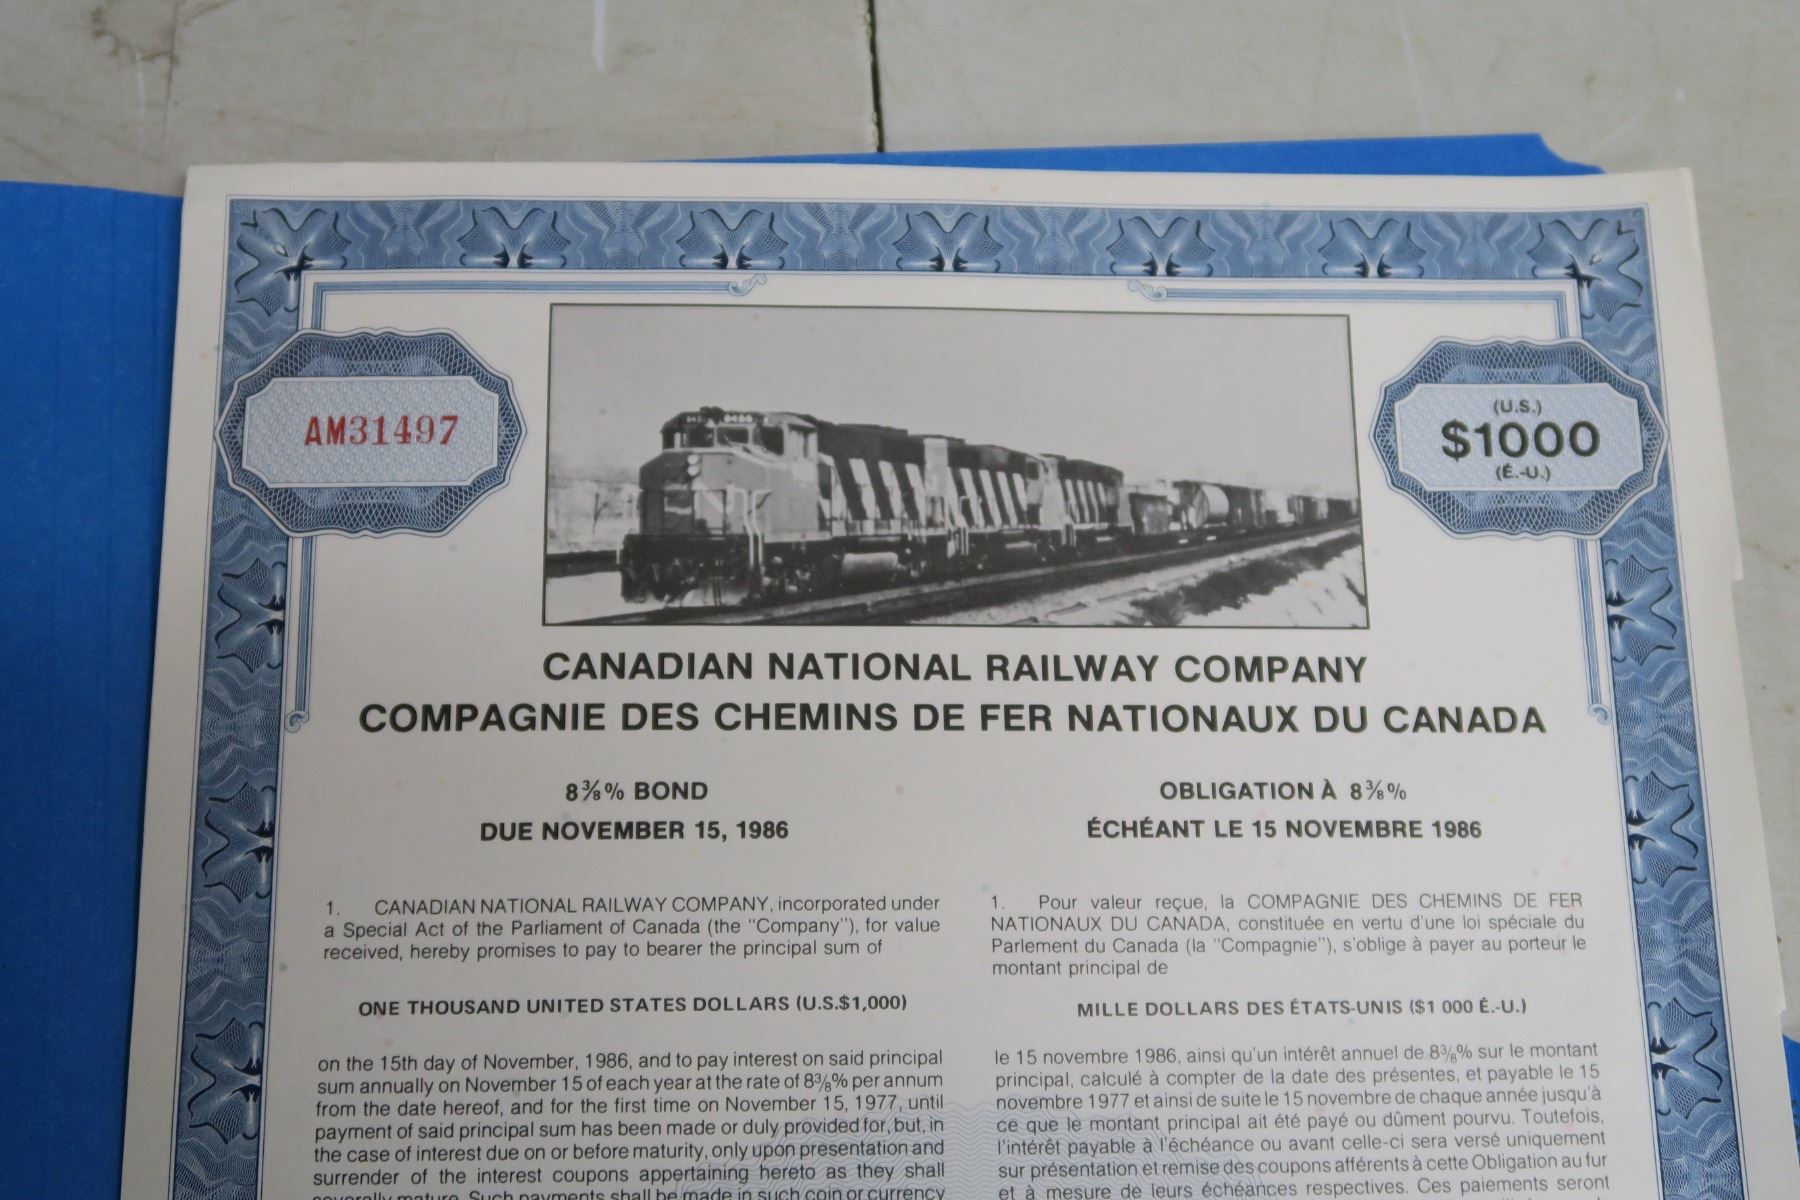 AM31497
(U.S.)
$1000
(É.-U.)
CANADIAN NATIONAL RAILWAY COMPANY
COMPAGNIE DES CHEMINS DE FER NATIONAUX DU CANADA
8⅜% BOND
DUE NOVEMBER 15, 1986
1. CANADIAN NATIONAL RAILWAY COMPANY, incorporated under
a Special Act of the Parliament of Canada (the "Company"), for value
received, hereby promises to pay to bearer the principal sum of
ONE THOUSAND UNITED STATES DOLLARS (U.S.$1,000)
on the 15th day of November, 1986, and to pay interest on said principal
sum annually on November 15 of each year at the rate of 8⅜% per annum
from the date hereof, and for the first time on November 15, 1977, until
payment of said principal sum has been made or duly provided for, but, in
the case of interest due on or before maturity, only upon presentation and
surrender of the interest coupons appertaining hereto as they shall
severally mature. Such payments shall be made in such coin or currency
OBLIGATION À 8⅜%
ÉCHÉANT LE 15 NOVEMBRE 1986
1. Pour valeur reçue, la COMPAGNIE DES CHEMINS DE FER
NATIONAUX DU CANADA, constituée en vertu d'une loi spéciale du
Parlement du Canada (la "Compagnie"), s'oblige à payer au porteur le
montant principal de
MILLE DOLLARS DES ÉTATS-UNIS ($1 000 É.-U.)
le 15 novembre 1986, ainsi qu'un intérêt annuel de 8⅜% sur le montant
principal, calculé à compter de la date des présentes, et payable le 15
novembre 1977 et ainsi de suite le 15 novembre de chaque année jusqu'à
ce que le montant principal ait été payé ou dûment pourvu. Toutefois,
l'intérêt payable à l'échéance ou avant celle-ci sera versé uniquement
sur présentation et remise des coupons afférents à cette Obligation au fur
et à mesure de leurs échéances respectives. Ces paiements seront